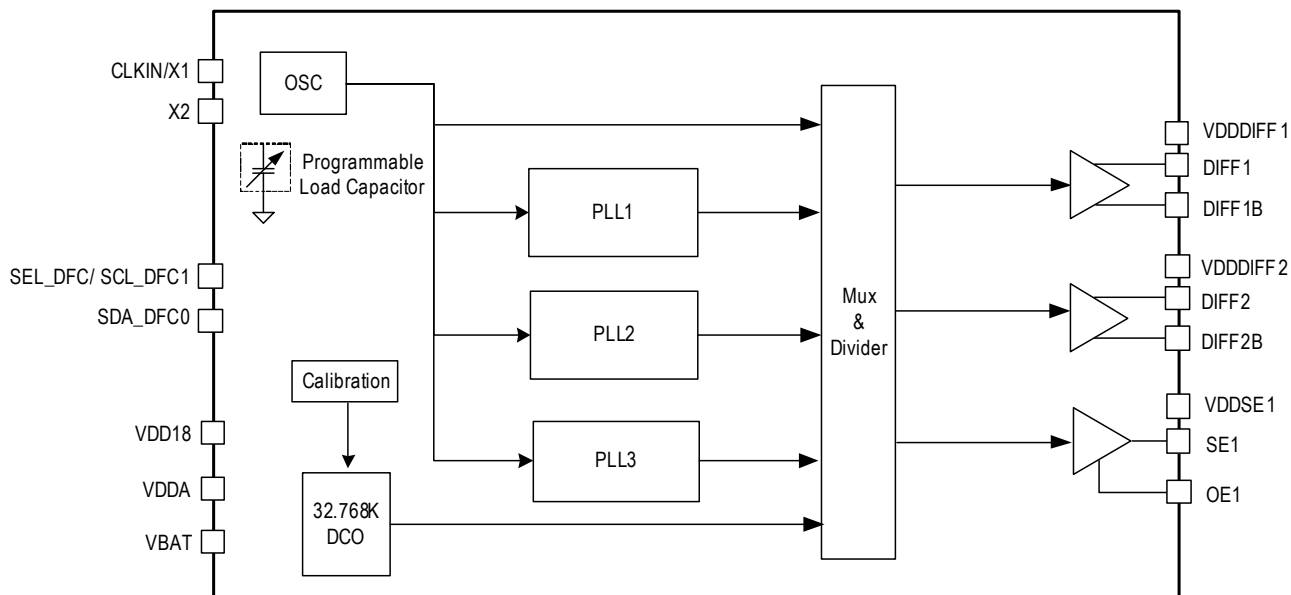 CLKIN/X1
X2
SEL_DFC/ SCL_DFC1
SDA_DFC0
VDD18
VDDA
VBAT
OSC
Programmable
Load Capacitor
Calibration
32.768K
DCO
PLL1
PLL2
PLL3
Mux
&
Divider
VDDDIFF1
DIFF1
DIFF1B
VDDDIFF2
DIFF2
DIFF2B
VDDSE1
SE1
OE1